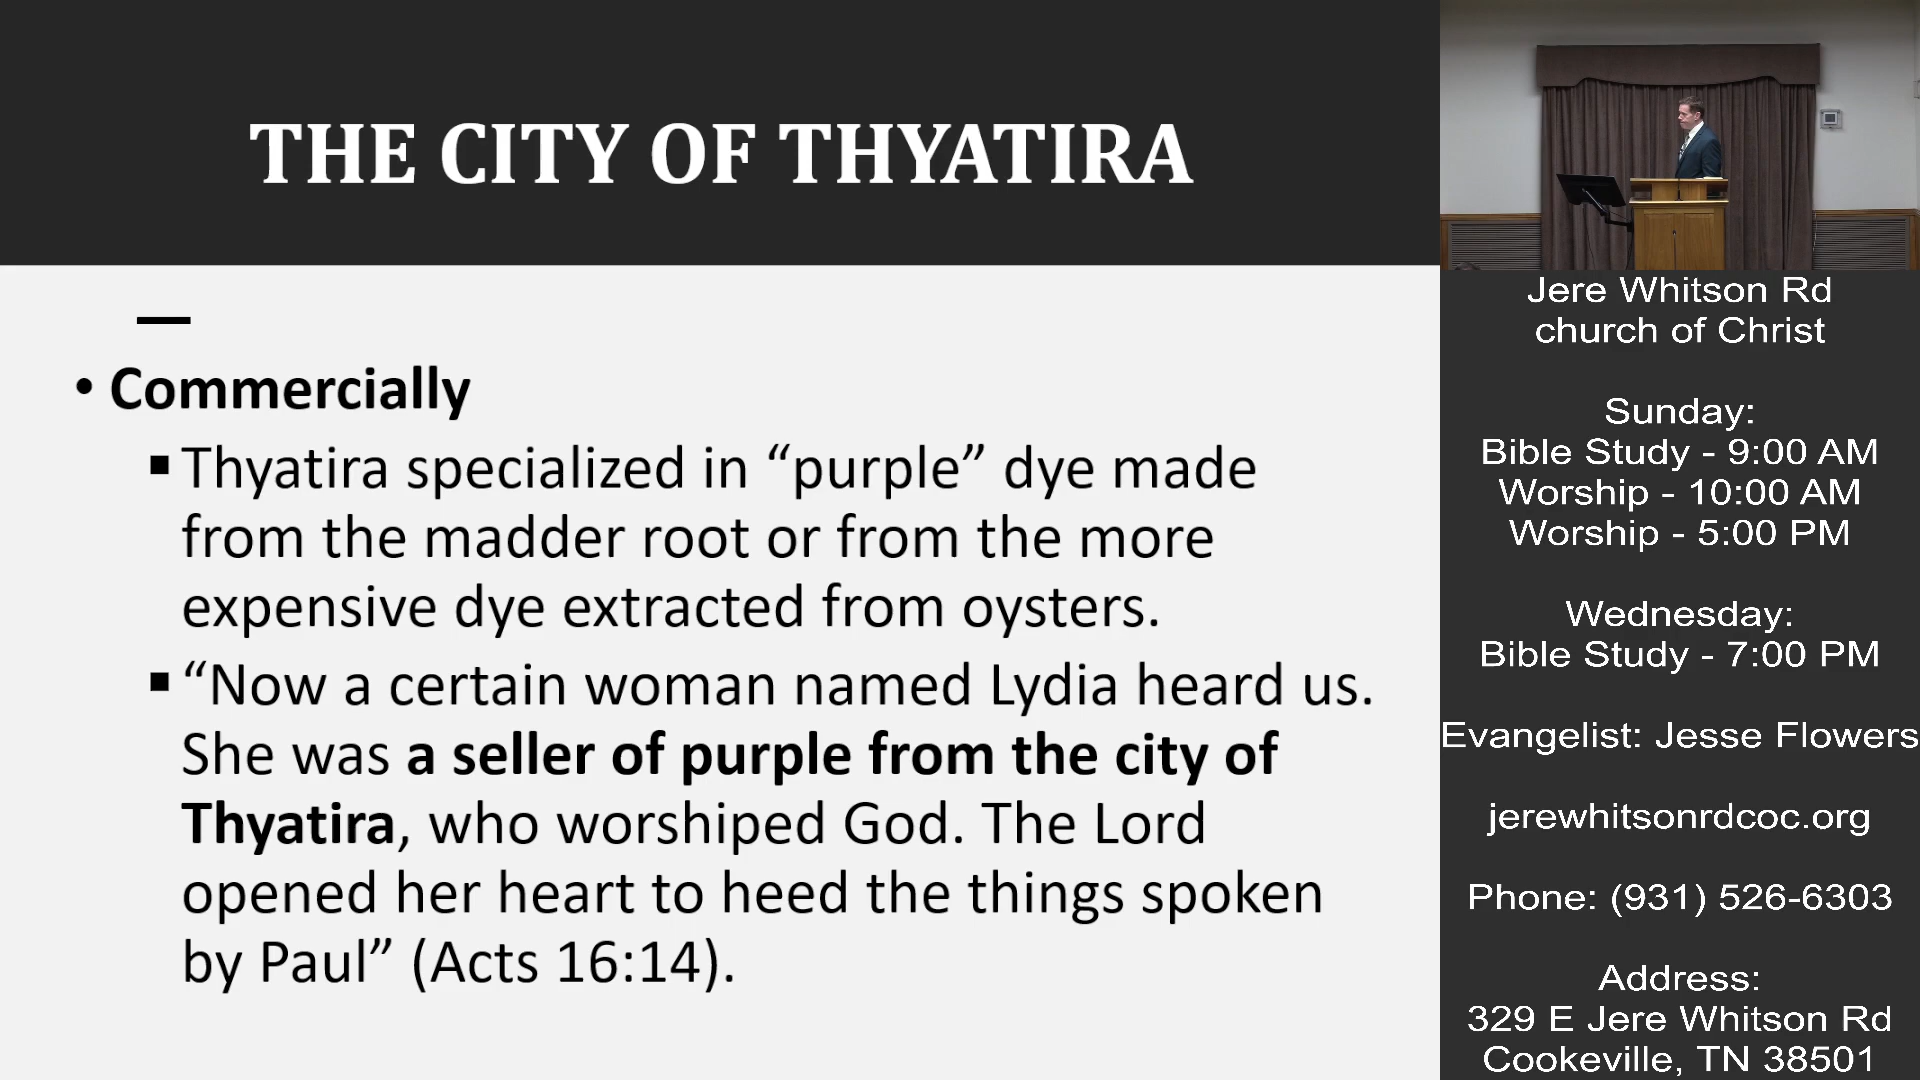 THE CITY OF THYATIRA
• Commercially
▪ Thyatira specialized in “purple” dye made
from the madder root or from the more
expensive dye extracted from oysters.
▪ “Now a certain woman named Lydia heard us.
She was a seller of purple from the city of
Thyatira, who worshiped God. The Lord
opened her heart to heed the things spoken
by Paul” (Acts 16:14).
Jere Whitson Rd
church of Christ
Sunday:
Bible Study - 9:00 AM
Worship - 10:00 AM
Worship - 5:00 PM
Wednesday:
Bible Study - 7:00 PM
Evangelist: Jesse Flowers
jerewhitsonrdcoc.org
Phone: (931) 526-6303
Address:
329 E Jere Whitson Rd
Cookeville, TN 38501